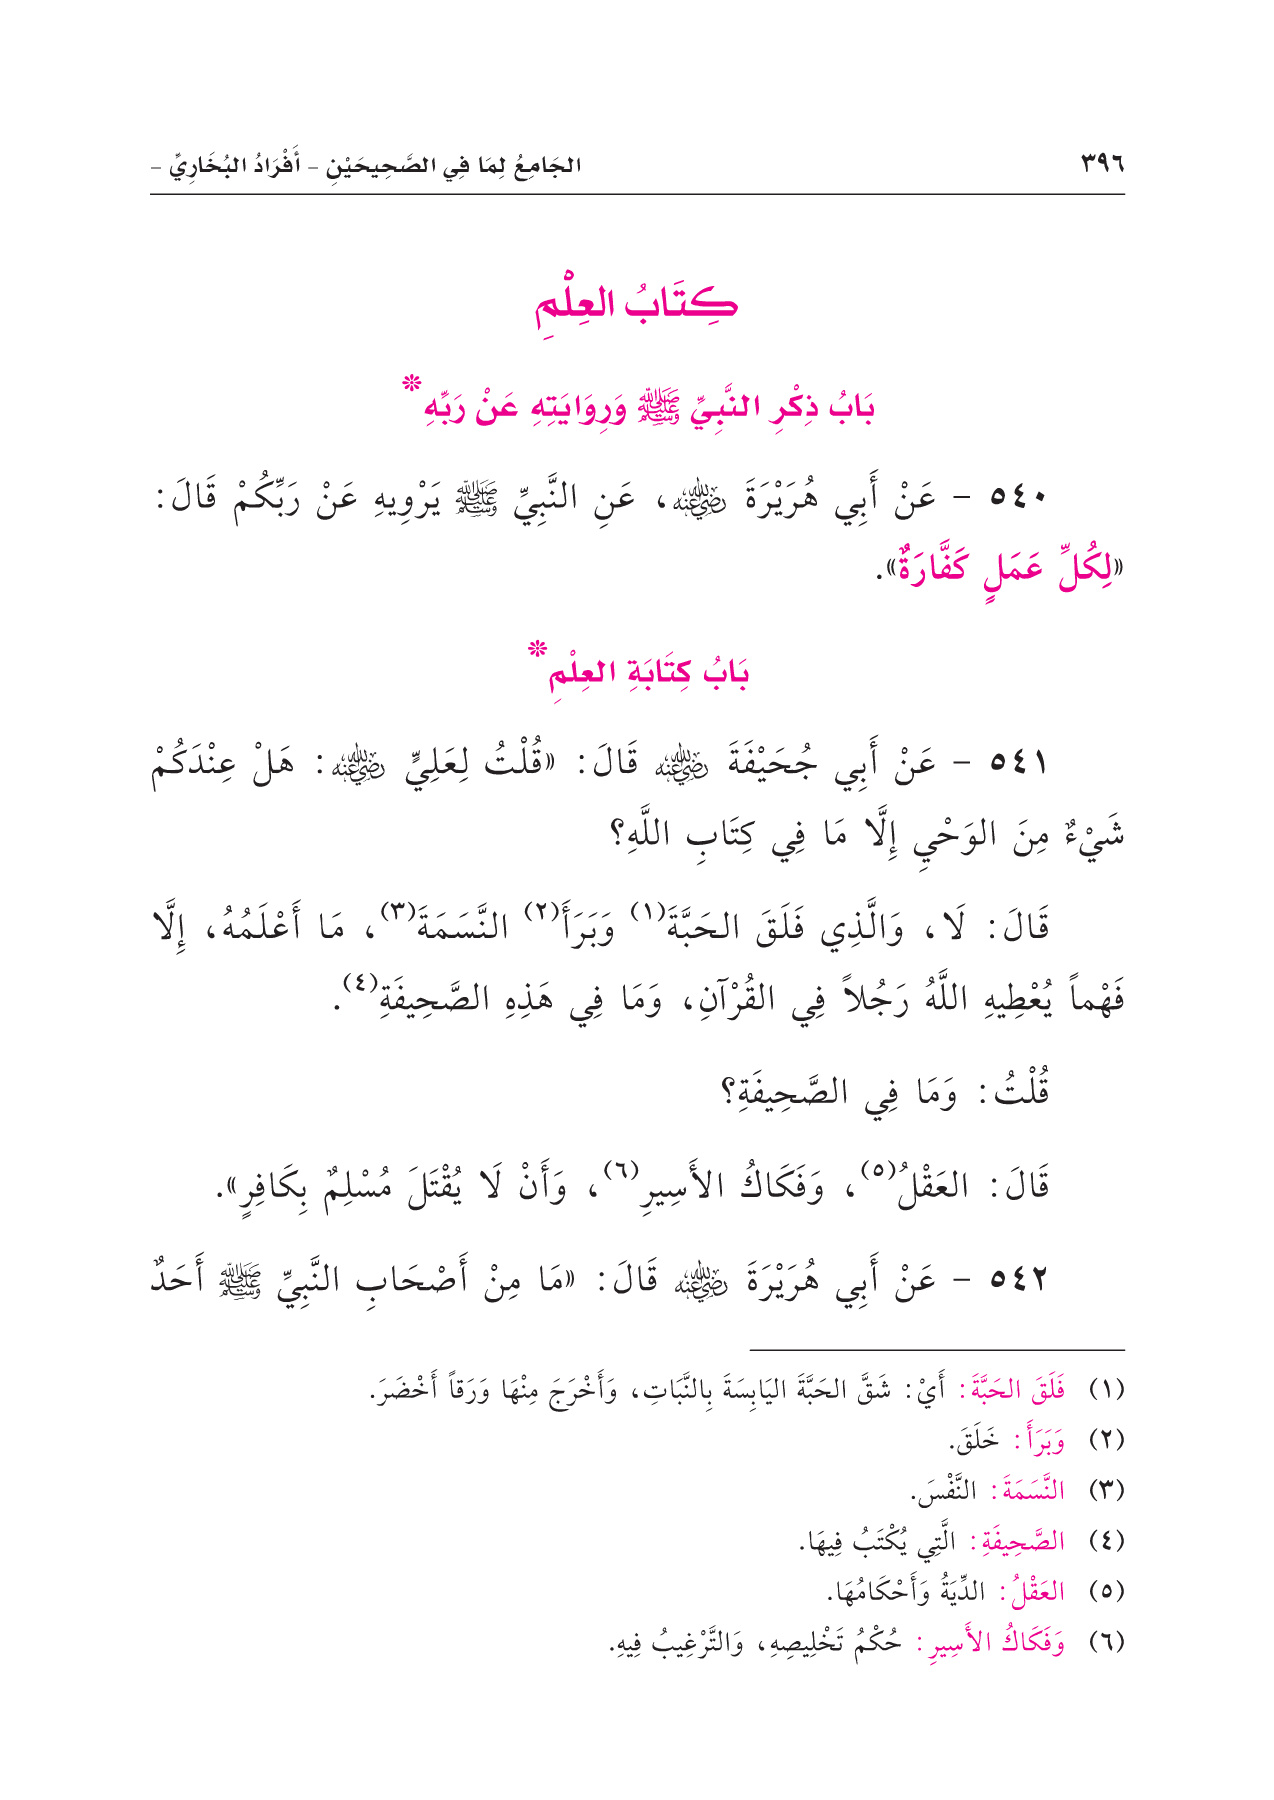 ٣٩٦
الجَامِعُ لِمَا فِي الصَّحِيحَيْنِ – أَفْرَادُ البُخَارِيِّ –
كِتَابُ العِلْمِ
بَابُ ذِكْرِ النَّبِيِّ ﷺ وَرِوَايَتِهِ عَنْ رَبِّهِ*
٥٤٠ – عَنْ أَبِي هُرَيْرَةَ رضي الله عنه، عَنِ النَّبِيِّ ﷺ يَرْوِيهِ عَنْ رَبِّكُمْ قَالَ:
«لِكُلِّ عَمَلٍ كَفَّارَةٌ».
بَابُ كِتَابَةِ العِلْمِ*
٥٤١ – عَنْ أَبِي جُحَيْفَةَ رضي الله عنه قَالَ: «قُلْتُ لِعَلِيٍّ رضي الله عنه: هَلْ عِنْدَكُمْ
شَيْءٌ مِنَ الوَحْيِ إِلَّا مَا فِي كِتَابِ اللَّهِ؟
قَالَ: لَا، وَالَّذِي فَلَقَ الحَبَّةَ(١) وَبَرَأَ(٢) النَّسَمَةَ(٣)، مَا أَعْلَمُهُ، إِلَّا
فَهْماً يُعْطِيهِ اللَّهُ رَجُلاً فِي القُرْآنِ، وَمَا فِي هَذِهِ الصَّحِيفَةِ(٤).
قُلْتُ: وَمَا فِي الصَّحِيفَةِ؟
قَالَ: العَقْلُ(٥)، وَفَكَاكُ الأَسِيرِ(٦)، وَأَنْ لَا يُقْتَلَ مُسْلِمٌ بِكَافِرٍ».
٥٤٢ – عَنْ أَبِي هُرَيْرَةَ رضي الله عنه قَالَ: «مَا مِنْ أَصْحَابِ النَّبِيِّ ﷺ أَحَدٌ
(١) فَلَقَ الحَبَّةَ: أَيْ: شَقَّ الحَبَّةَ اليَابِسَةَ بِالنَّبَاتِ، وَأَخْرَجَ مِنْهَا وَرَقاً أَخْضَرَ.
(٢) وَبَرَأَ: خَلَقَ.
(٣) النَّسَمَةَ: النَّفْسَ.
(٤) الصَّحِيفَةِ: الَّتِي يُكْتَبُ فِيهَا.
(٥) العَقْلُ: الدِّيَةُ وَأَحْكَامُهَا.
(٦) وَفَكَاكُ الأَسِيرِ: حُكْمُ تَخْلِيصِهِ، وَالتَّرْغِيبُ فِيهِ.